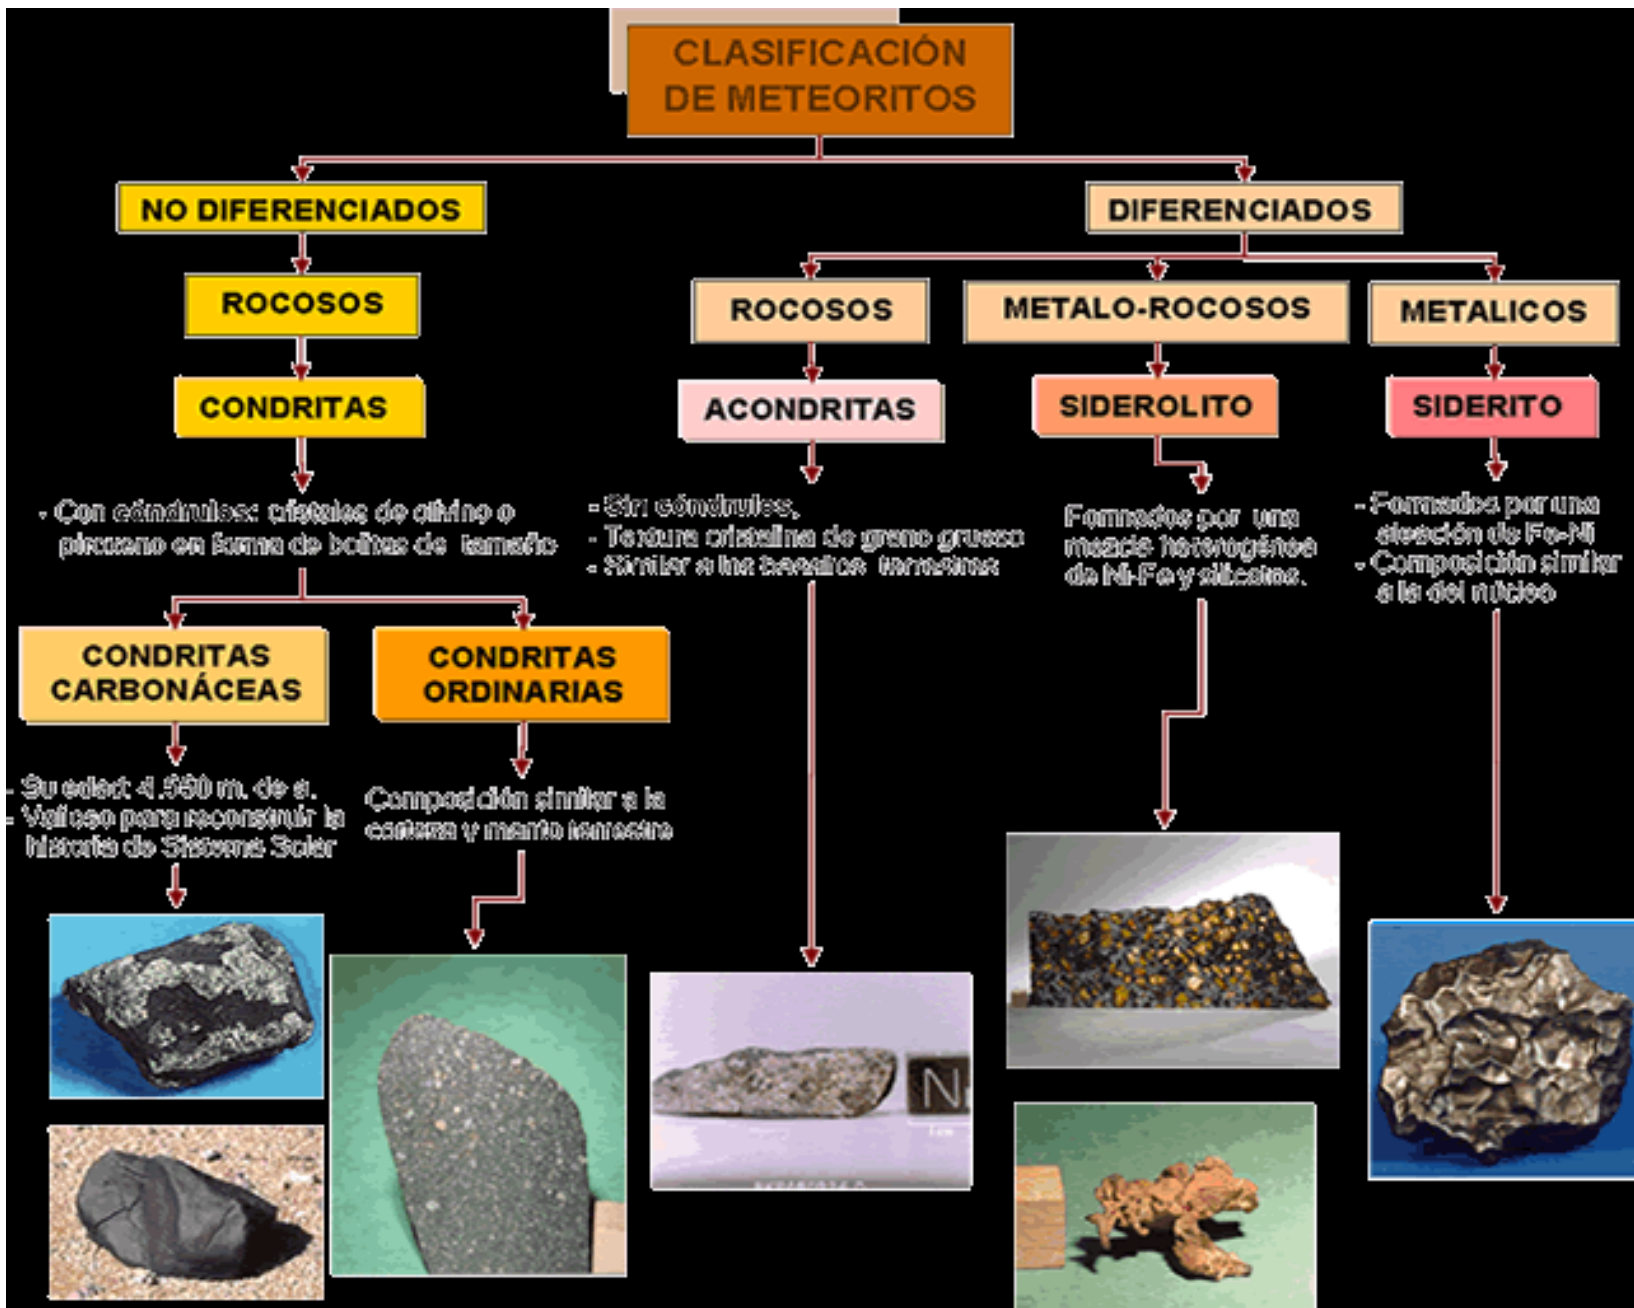 CLASIFICACIÓN
DE METEORITOS
NO DIFERENCIADOS
DIFERENCIADOS
ROCOSOS
ROCOSOS
METALO-ROCOSOS
METALICOS
CONDRITAS
ACONDRITAS
SIDEROLITO
SIDERITO
- Con cóndrulos: cristales de olivino o
piroxeno en forma de bolitas de tamaño
- Sin cóndrulos,
- Textura cristalina de grano grueso
- Similar a los basaltos terrestres
Formados por una
mezcla heterogénea
de Ni-Fe y silicatos.
- Formados por una
aleación de Fe-Ni
- Composición similar
a la del núcleo
CONDRITAS
CARBONÁCEAS
CONDRITAS
ORDINARIAS
- Su edad: m. de a.
- Valioso para reconstruir la
historia de Sistema Solar
Composición similar a la
corteza y manto terrestre
N